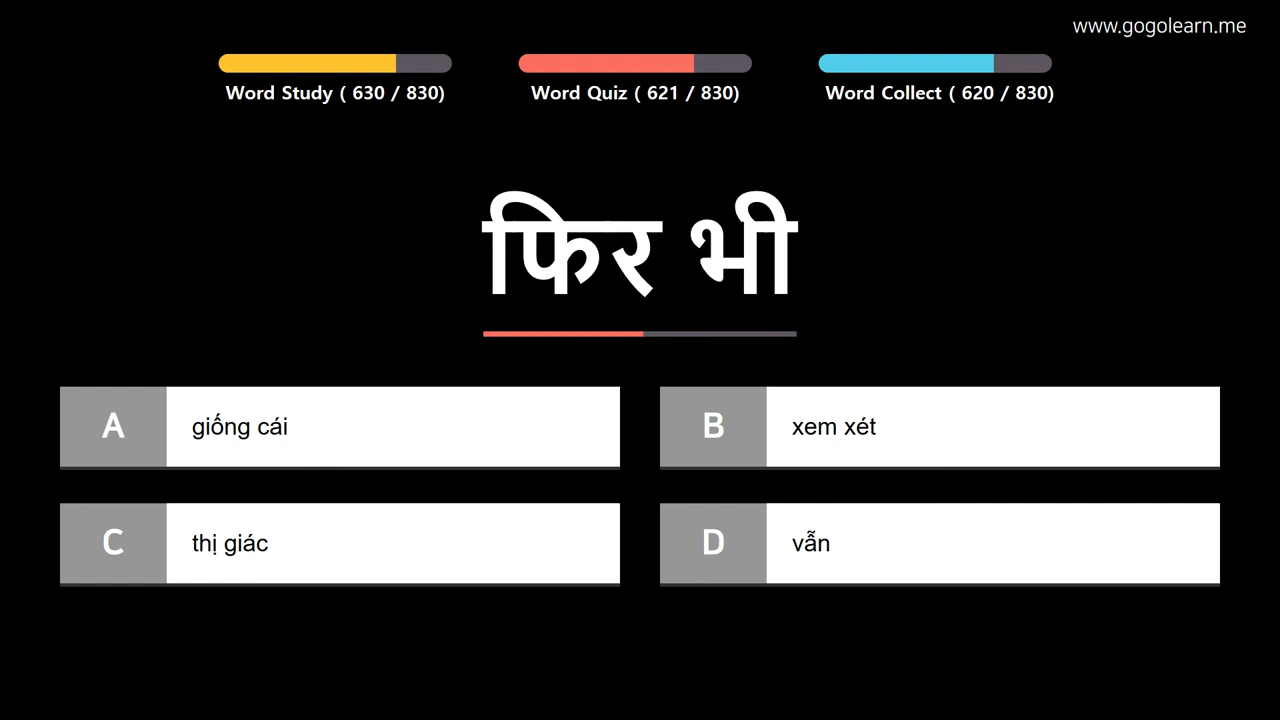 www.gogolearn.me
Word Study ( 630 / 830)
Word Quiz ( 621 / 830)
Word Collect ( 620 / 830)
फिर भी
A giống cái
B xem xét
C thị giác
D vẫn